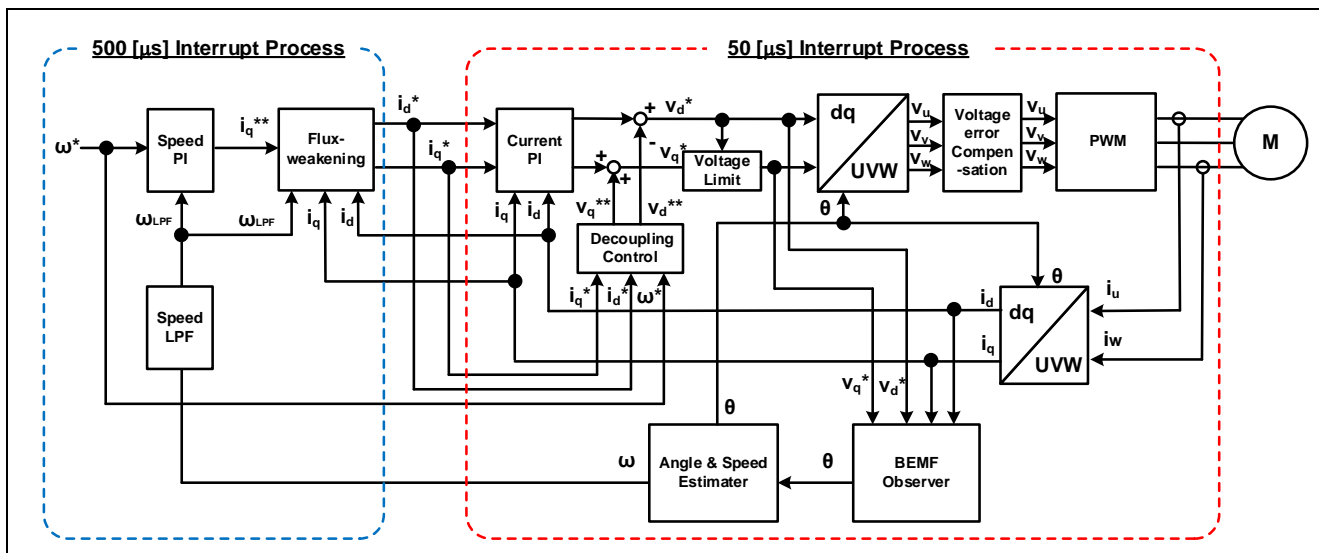 500 [µs] Interrupt Process
50 [µs] Interrupt Process
ω*
Speed
PI
iq**
Flux-
weakening
id*
iq*
Current
PI
+
vd*
-
+
+
vq*
Voltage
Limit
dq
UVW
vu
vv
vw
Voltage
error
Compen
-sation
vu
vv
vw
PWM
M
ωLPF
ωLPF
iq
id
iq
id
vq**
vd**
Decoupling
Control
θ
θ
Speed
LPF
iq*
id*
ω*
id
iq
dq
UVW
iu
iw
vq*
vd*
θ
ω
Angle & Speed
Estimater
θ
BEMF
Observer